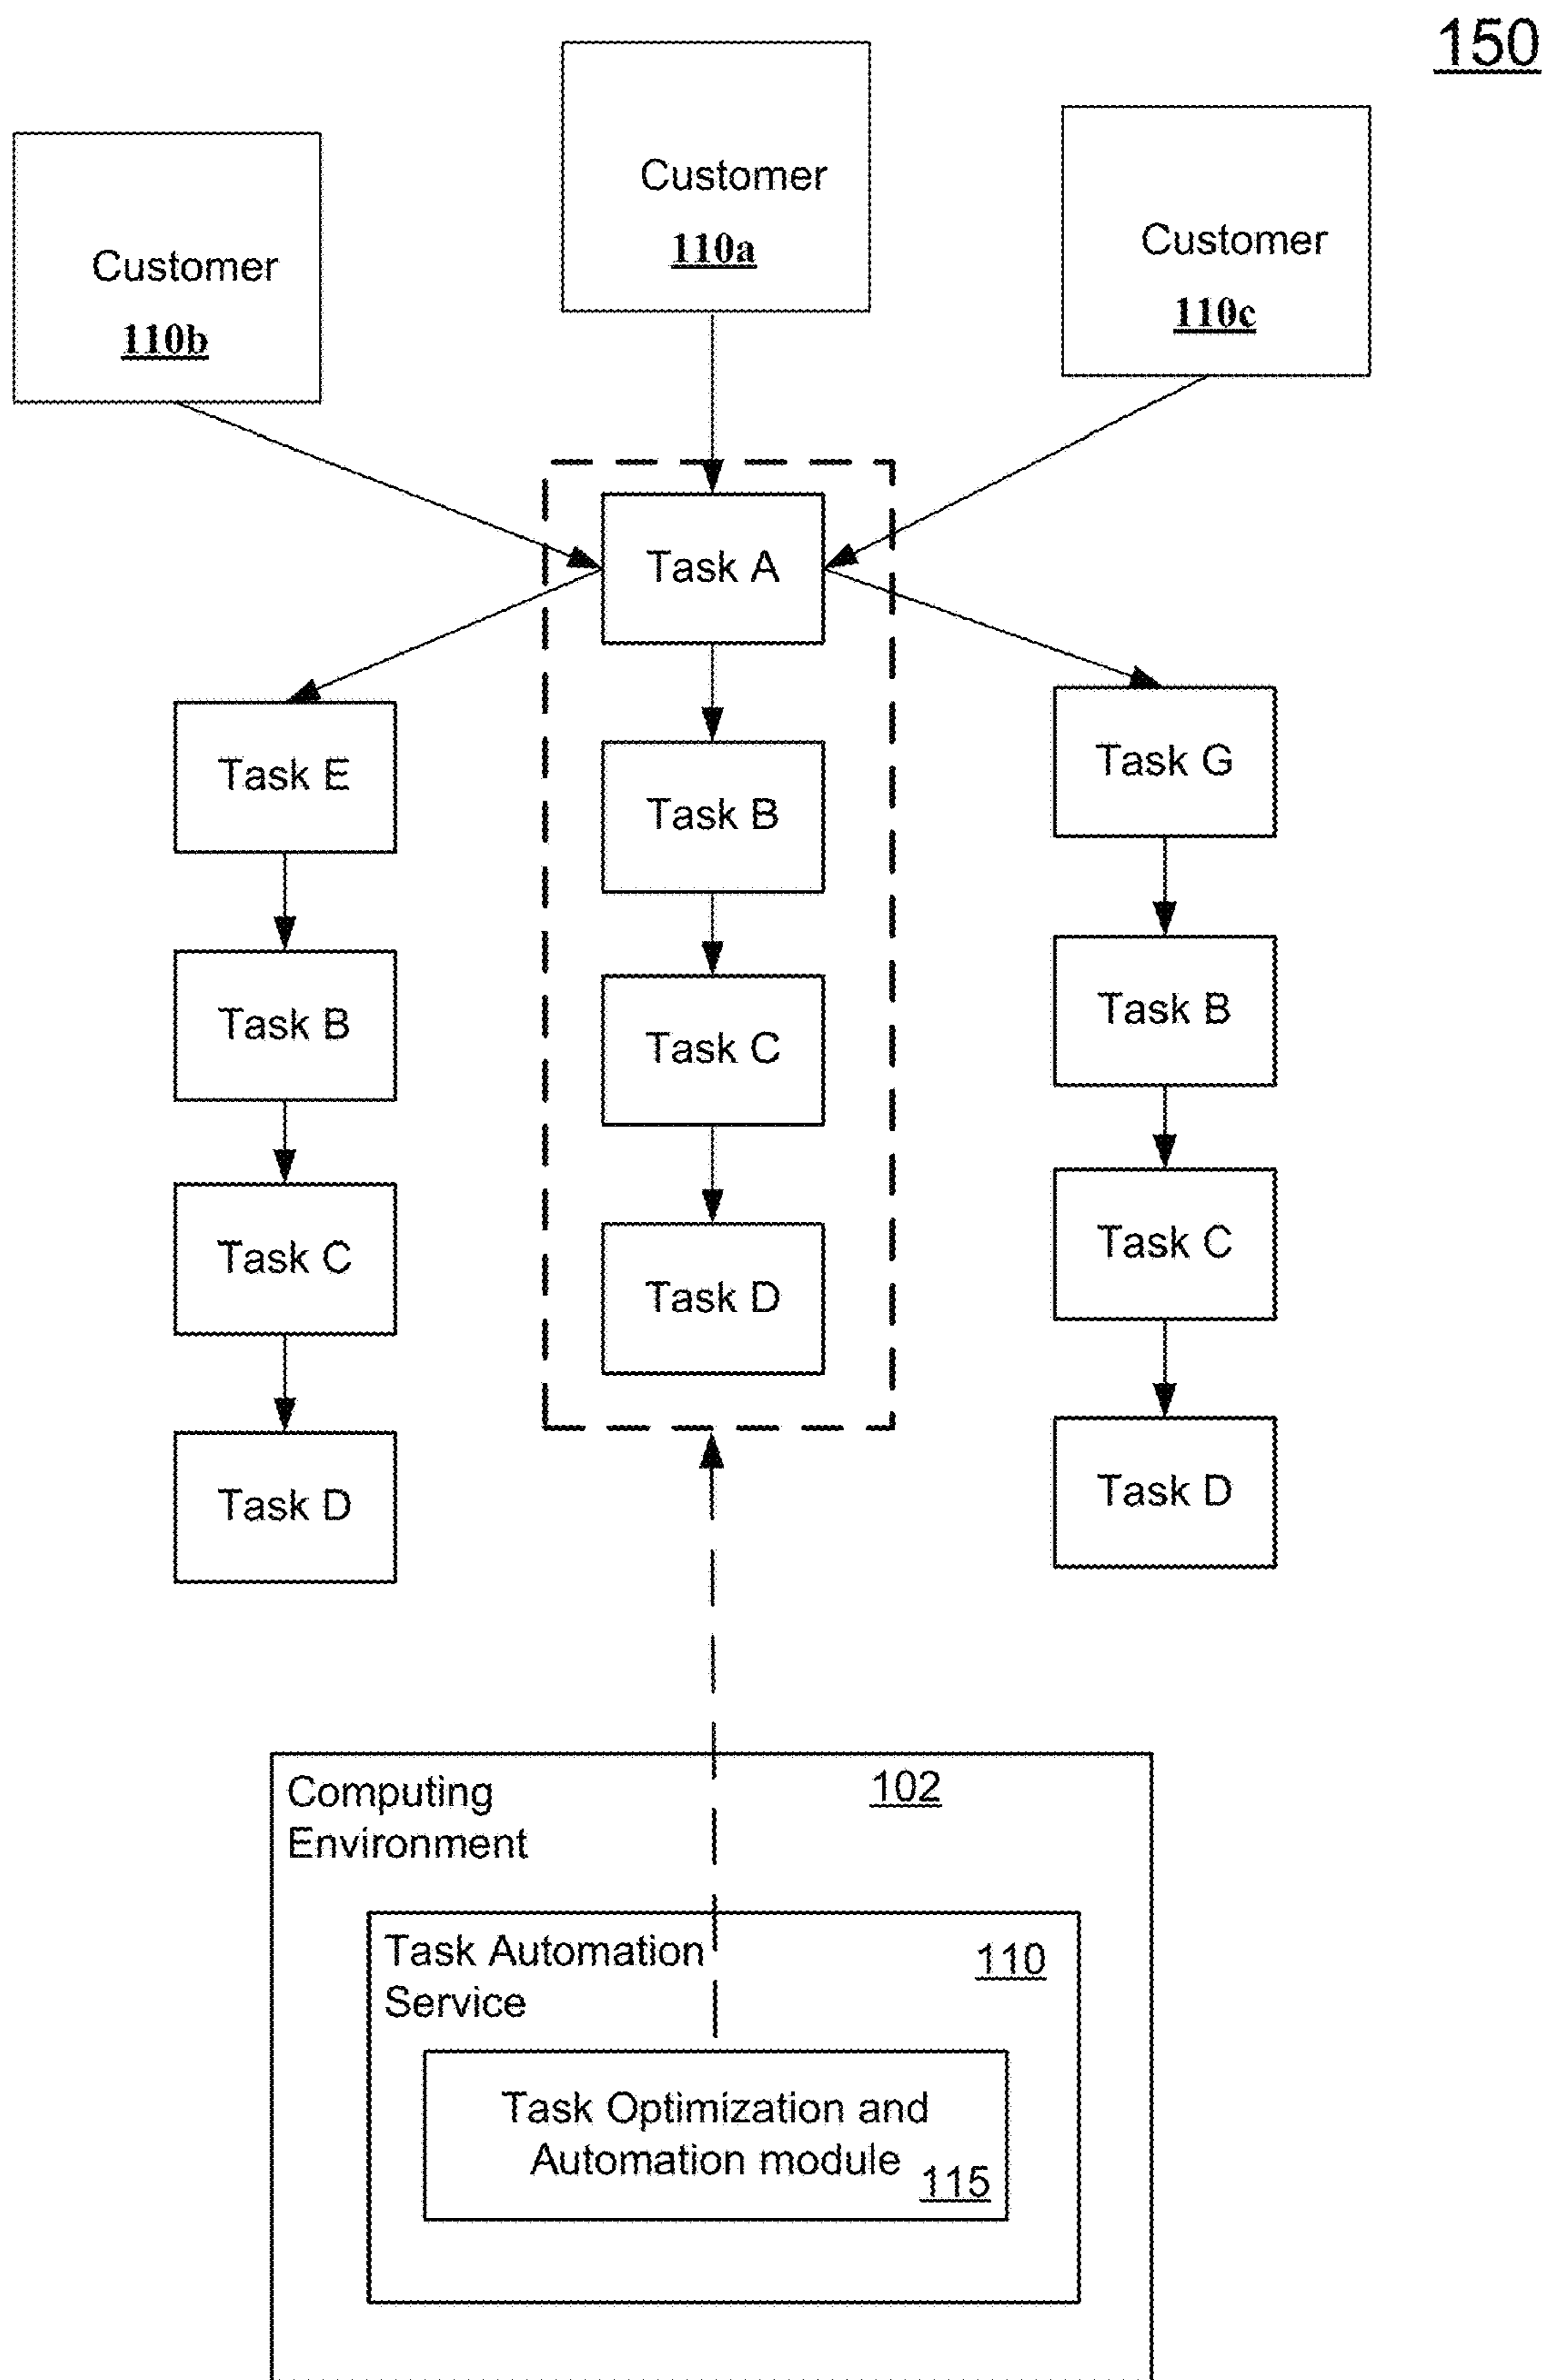 150
Customer
110a
Customer
110c
Customer
110b
Task A
Task E
Task B
Task G
Task B
Task C
Task B
Task C
Task D
Task C
Task D
Task D
Computing
Environment
102
Task Automation
Service
110
Task Optimization and
Automation module
115